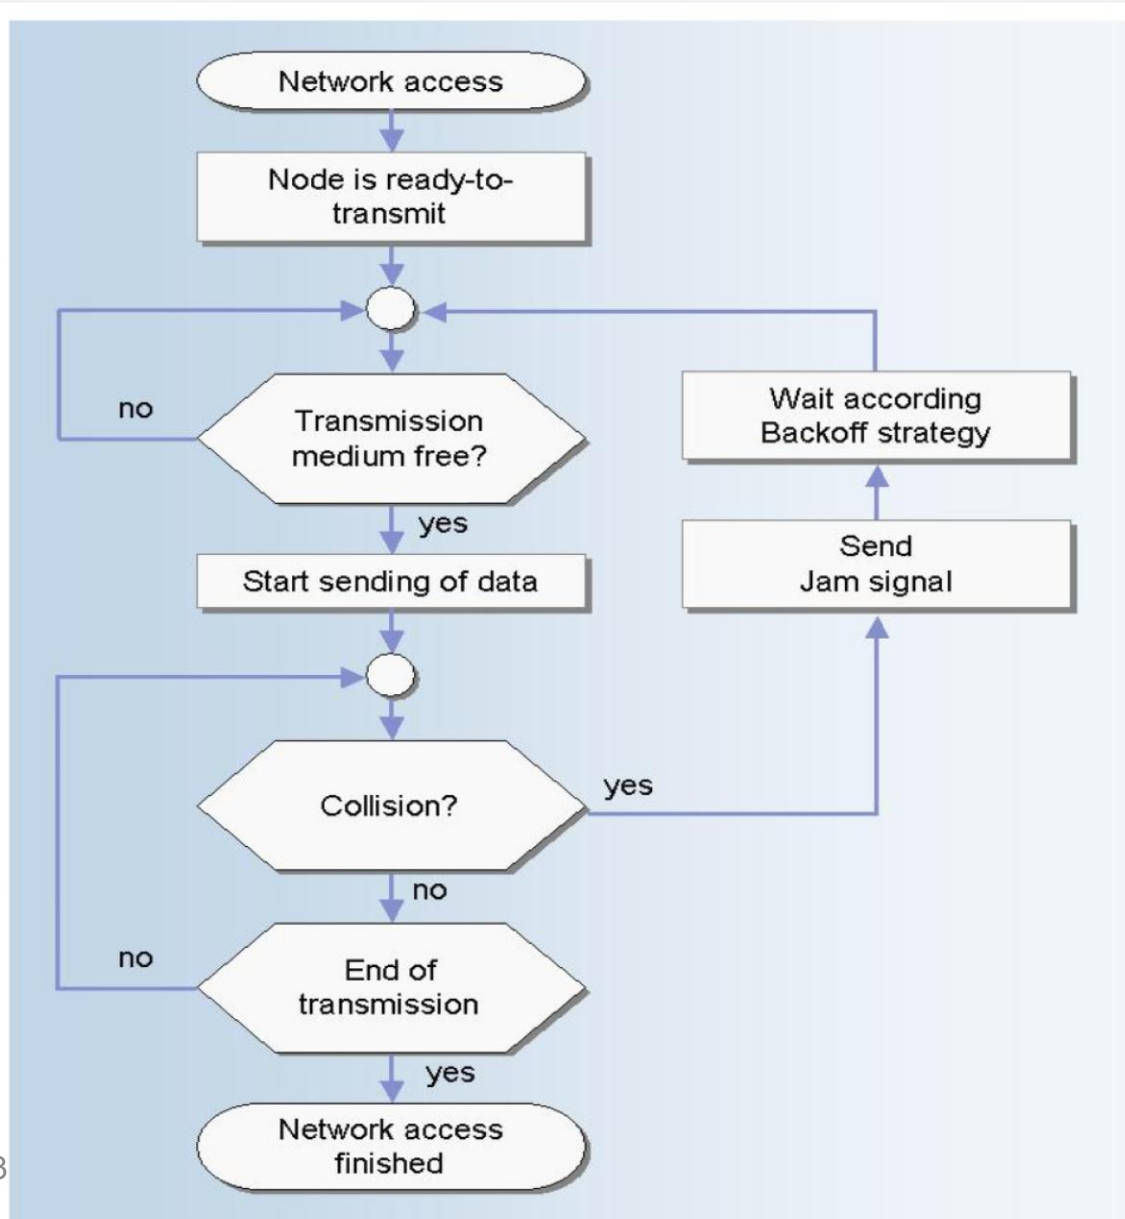 Network access
Node is ready-to-
transmit
no
Transmission
medium free?
yes
Wait according
Backoff strategy
Send
Jam signal
Start sending of data
Collision?
yes
no
no
End of
transmission
yes
Network access
finished
3